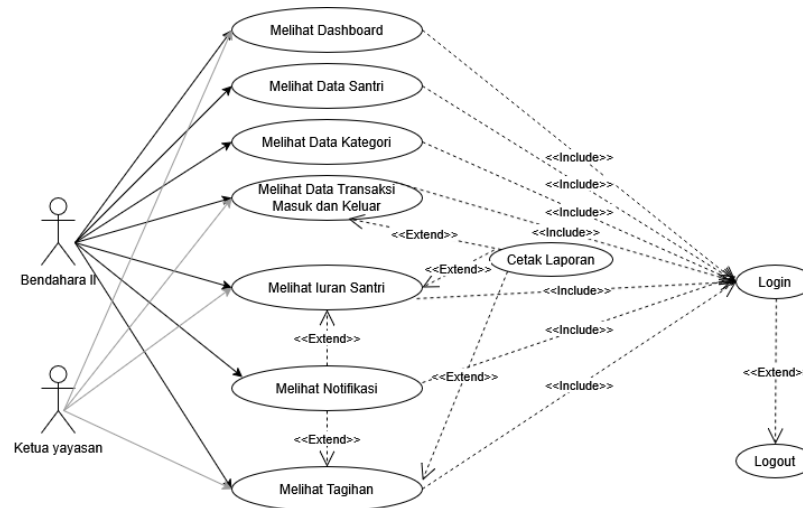 Melihat Dashboard
Melihat Data Santri
Melihat Data Kategori
<<Include>>
<<Include>>
Melihat Data Transaksi
Masuk dan Keluar
<<Include>>
<<Extend>>
<<Include>>
Bendahara II
Cetak Laporan
<<Extend>>
Melihat Iuran Santri
<<Include>>
Login
<<Extend>>
<<Include>>
<<Extend>>
<<Extend>>
Melihat Notifikasi
<<Include>>
Ketua yayasan
<<Extend>>
Logout
Melihat Tagihan